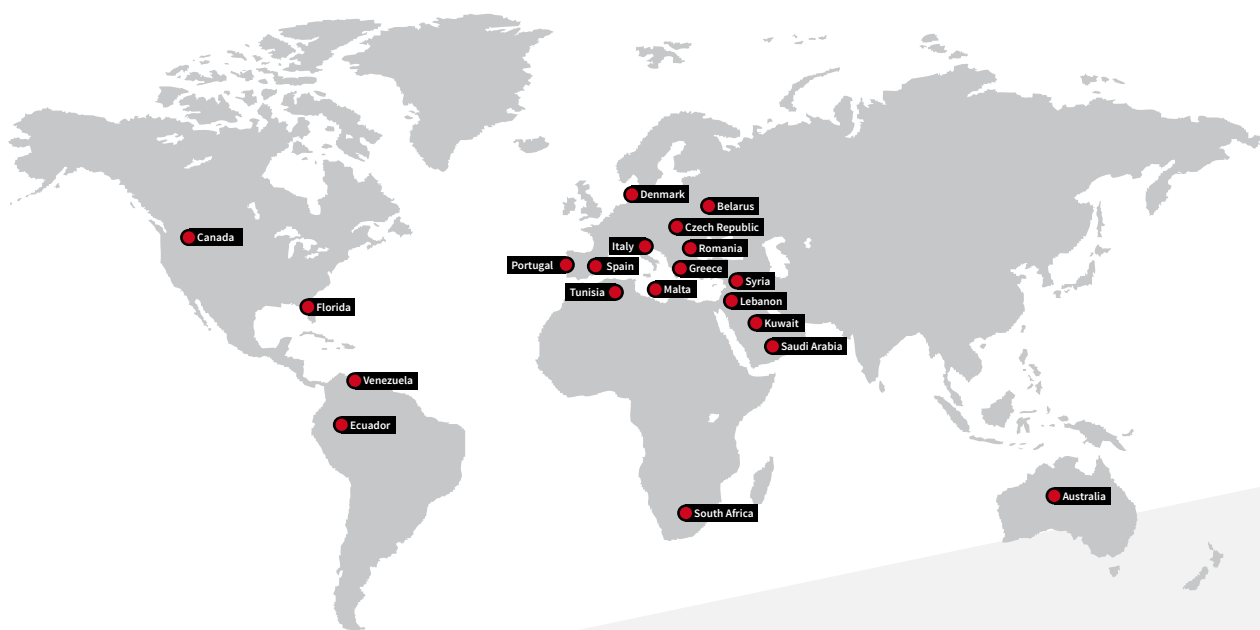 Denmark
Belarus
Czech Republic
Canada
Italy
Romania
Portugal
Spain
Greece
Syria
Tunisia
Malta
Lebanon
Florida
Kuwait
Saudi Arabia
Venezuela
Ecuador
Australia
South Africa